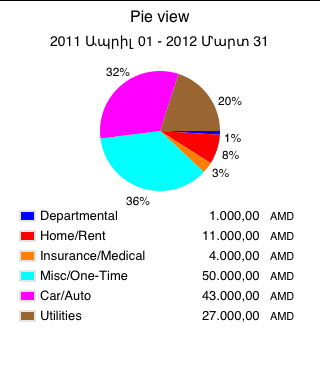 Pie view
2011 Ապրիլ 01 - 2012 Մարտ 31
32%
20%
1%
8%
3%
36%
Departmental 1.000,00 AMD
Home/Rent 11.000,00 AMD
Insurance/Medical 4.000,00 AMD
Misc/One-Time 50.000,00 AMD
Car/Auto 43.000,00 AMD
Utilities 27.000,00 AMD